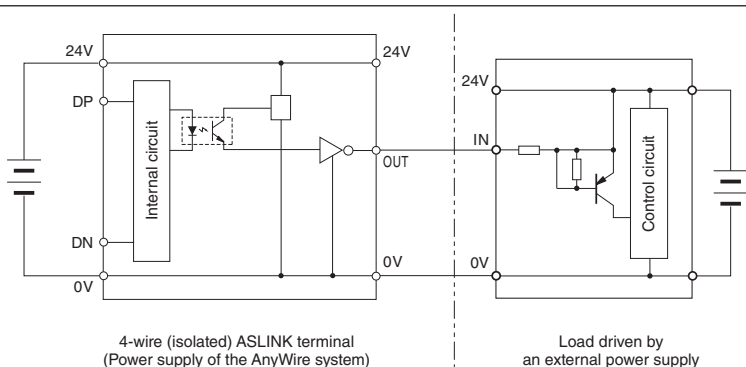 24V
24V
24V
DP
Internal circuit
IN
OUT
Control circuit
DN
0V
0V
0V
4-wire (isolated) ASLINK terminal
(Power supply of the AnyWire system)
Load driven by
an external power supply